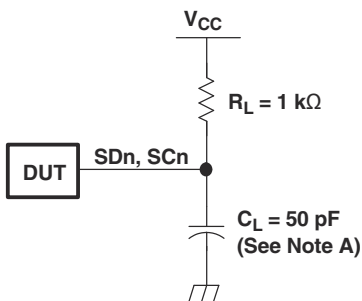 VCC
RL = 1 kΩ
SDn, SCn
DUT
CL = 50 pF
(See Note A)